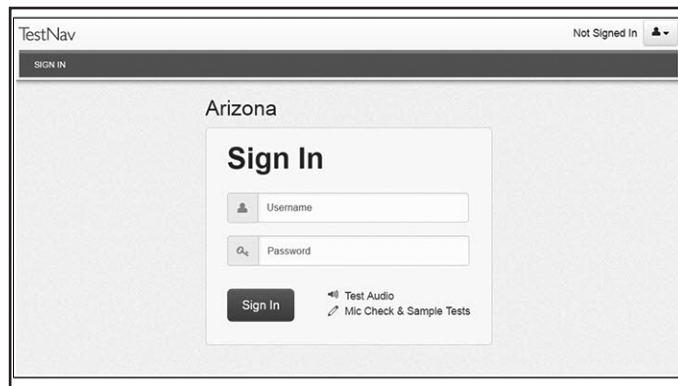 TestNav
Not Signed In
SIGN IN
Arizona
Sign In
Username
Password
Sign In
Test Audio
Mic Check & Sample Tests